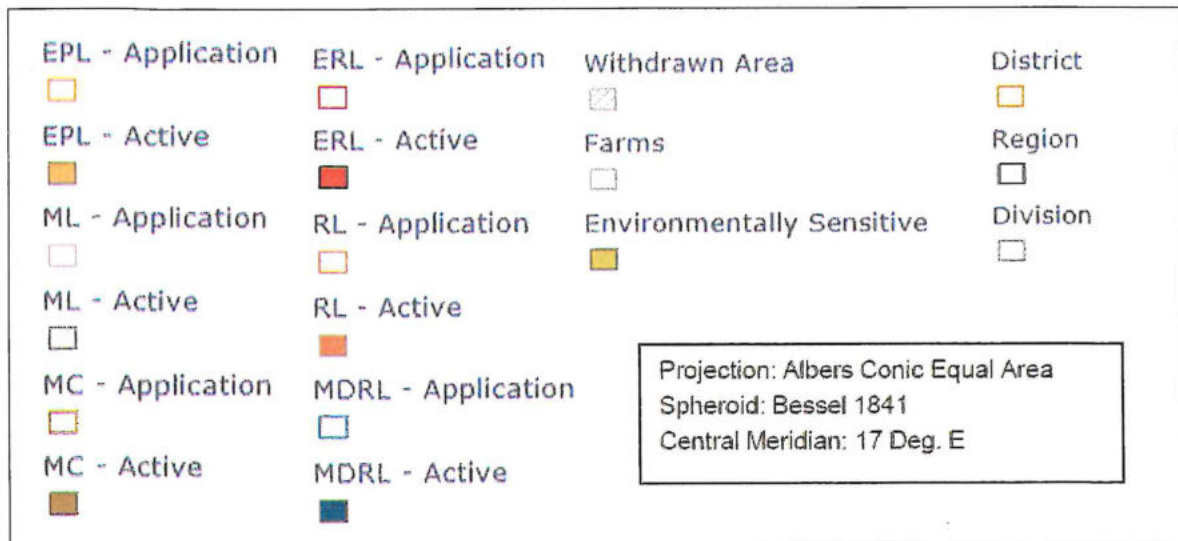 EPL - Application
EPL - Active
ML - Application
ML - Active
MC - Application
MC - Active
ERL - Application
ERL - Active
RL - Application
RL - Active
MDRL - Application
MDRL - Active
Withdrawn Area
Farms
Environmentally Sensitive
District
Region
Division
Projection: Albers Conic Equal Area
Spheroid: Bessel 1841
Central Meridian: 17 Deg. E